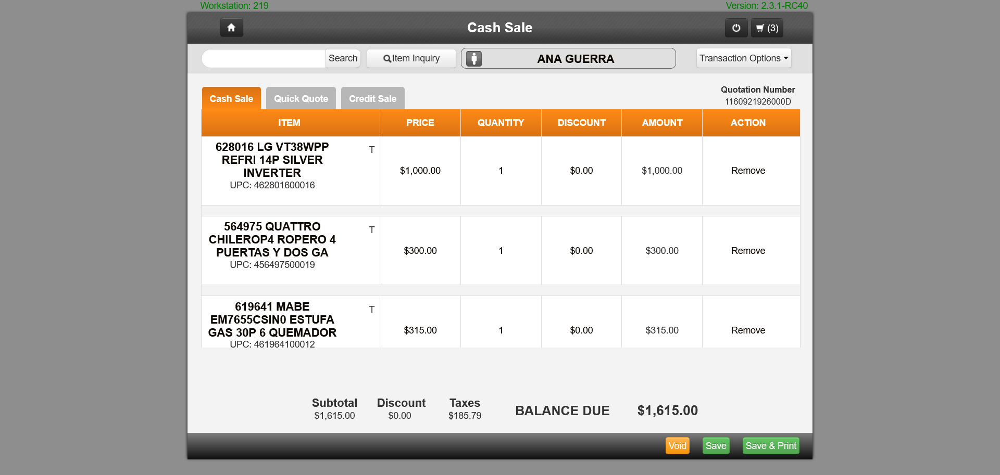 Workstation: 219
Version: 2.3.1-RC40
Cash Sale
(3)
Search
Item Inquiry
ANA GUERRA
Transaction Options
Cash Sale
Quick Quote
Credit Sale
Quotation Number
1160921926000D
ITEM
PRICE
QUANTITY
DISCOUNT
AMOUNT
ACTION
628016 LG VT38WPP
REFRI 14P SILVER
INVERTER
UPC: 462801600016
T
$1,000.00
1
$0.00
$1,000.00
Remove
564975 QUATTRO
CHILEROP4 ROPERO 4
PUERTAS Y DOS GA
UPC: 456497500019
T
$300.00
1
$0.00
$300.00
Remove
619641 MABE
EM7655CSIN0 ESTUFA
GAS 30P 6 QUEMADOR
UPC: 461964100012
T
$315.00
1
$0.00
$315.00
Remove
Subtotal
$1,615.00
Discount
$0.00
Taxes
$185.79
BALANCE DUE
$1,615.00
Void
Save
Save & Print